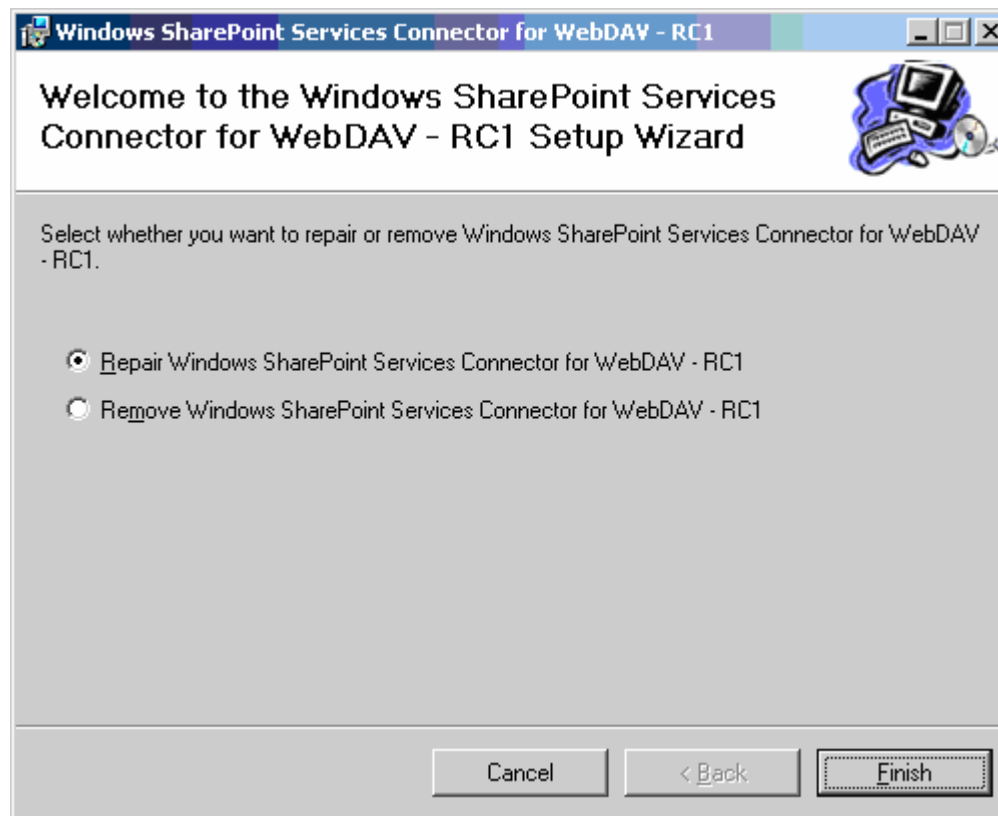 Windows SharePoint Services Connector for WebDAV - RC1
Welcome to the Windows SharePoint Services
Connector for WebDAV - RC1 Setup Wizard
Select whether you want to repair or remove Windows SharePoint Services Connector for WebDAV
- RC1.
Repair Windows SharePoint Services Connector for WebDAV - RC1
Remove Windows SharePoint Services Connector for WebDAV - RC1
Cancel
< Back
Finish